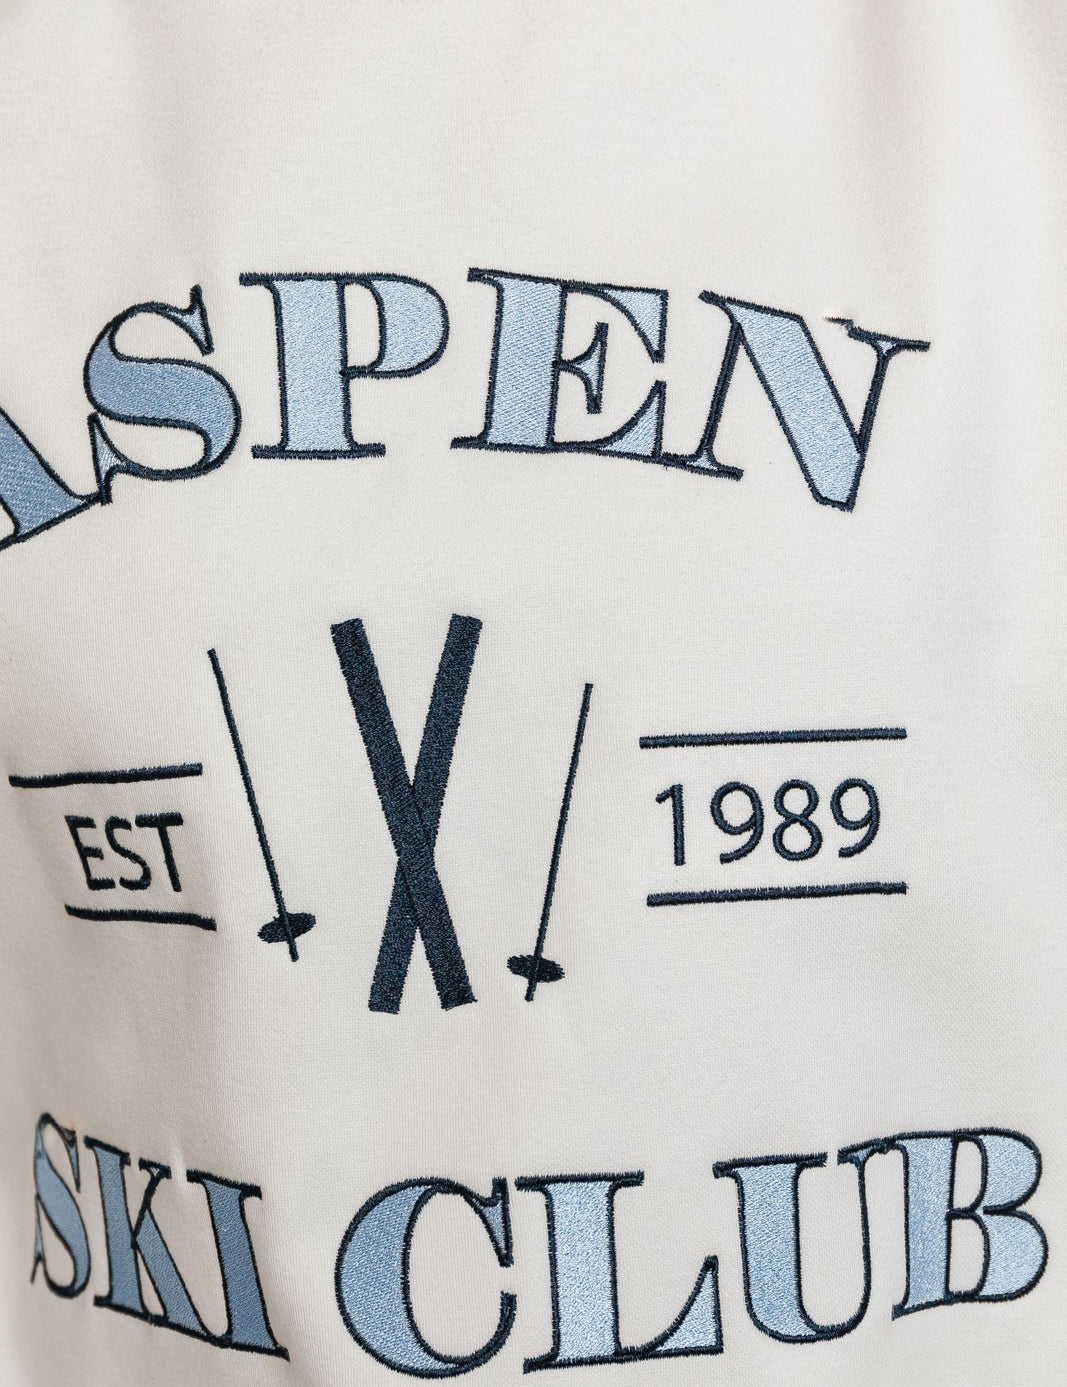 ASPEN
EST 1989
SKI CLUB